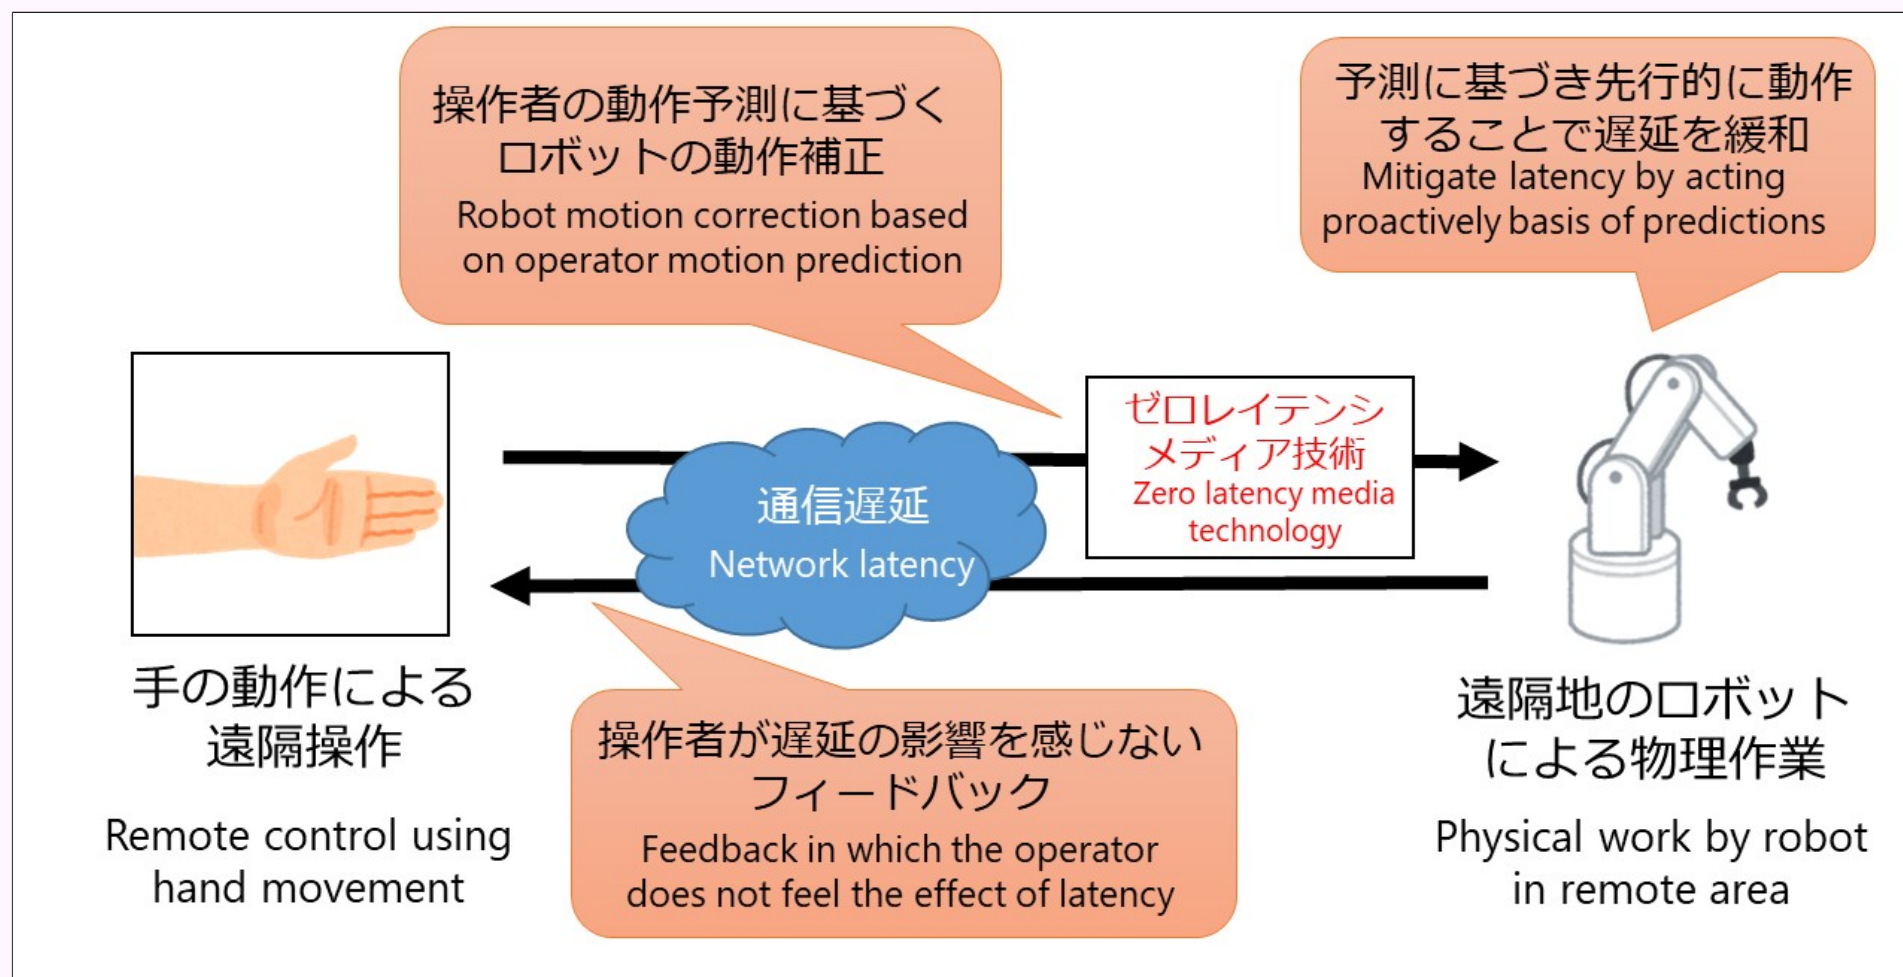 操作者の動作予測に基づく
ロボットの動作補正
Robot motion correction based
on operator motion prediction
予測に基づき先行的に動作
することで遅延を緩和
Mitigate latency by acting
proactively basis of predictions
ゼロレイテンシ
メディア技術
Zero latency media
technology
通信遅延
Network latency
手の動作による
遠隔操作
Remote control using
hand movement
操作者が遅延の影響を感じない
フィードバック
Feedback in which the operator
does not feel the effect of latency
遠隔地のロボット
による物理作業
Physical work by robot
in remote area